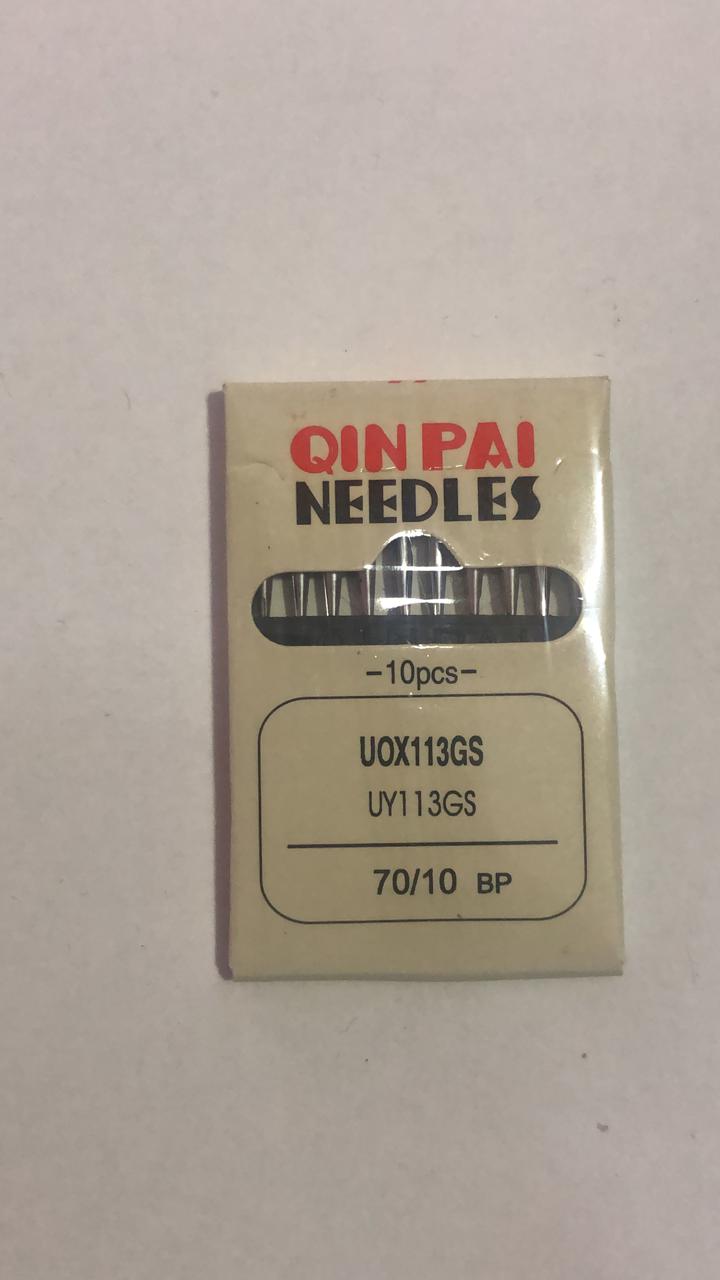 QIN PAI
NEEDLES
-10pcs-
UOX113GS
UY113GS
70/10 BP